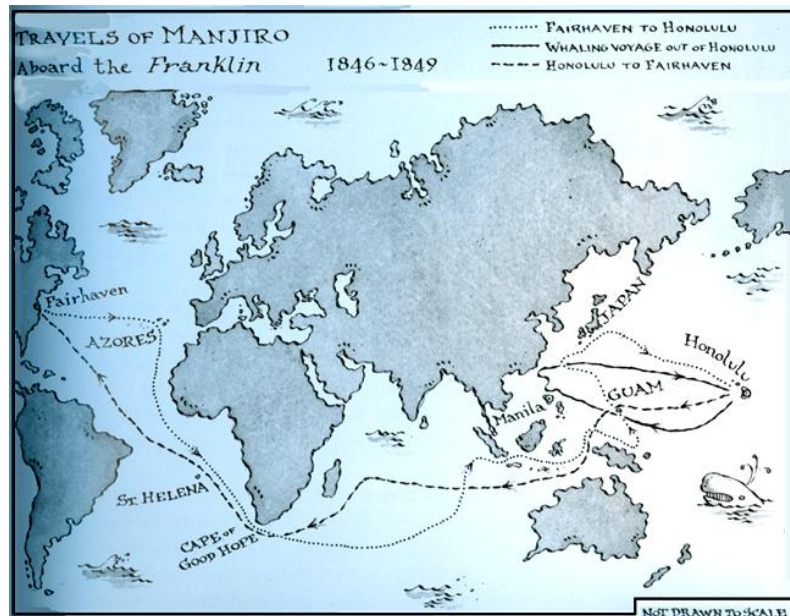 TRAVELS OF MANJIRO
Aboard the Franklin 1846~1849
FAIRHAVEN TO HONOLULU
WHALING VOYAGE OUT OF HONOLULU
HONOLULU TO FAIRHAVEN
Fairhaven
AZORES
JAPAN
Honolulu
GUAM
Manila
ST. HELENA
CAPE OF
GOOD HOPE
NOT DRAWN TO SCALE